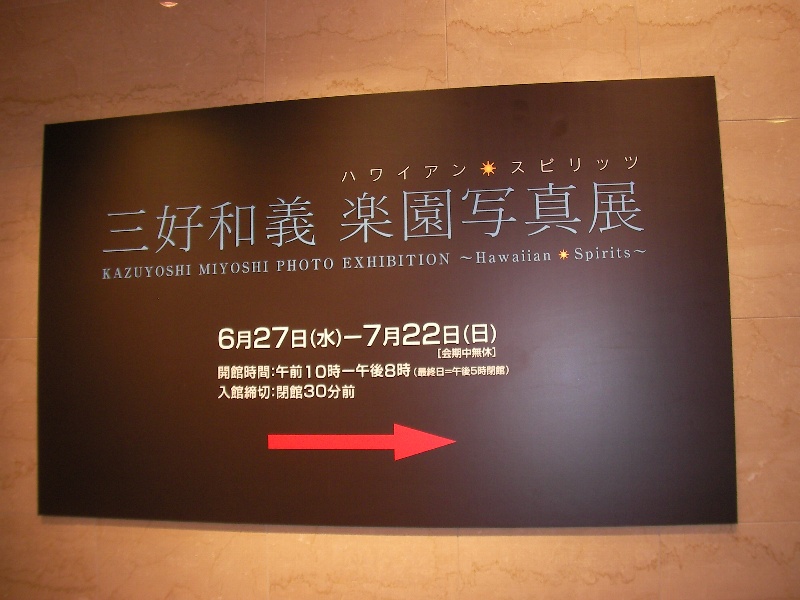 ハワイアン✴スピリッツ
三好和義 楽園写真展
KAZUYOSHI MIYOSHI PHOTO EXHIBITION ～Hawaiian✴Spirits～
6月27日(水)ー7月22日(日)
[会期中無休]
開館時間:午前10時ー午後8時(最終日=午後5時閉館)
入館締切:閉館30分前